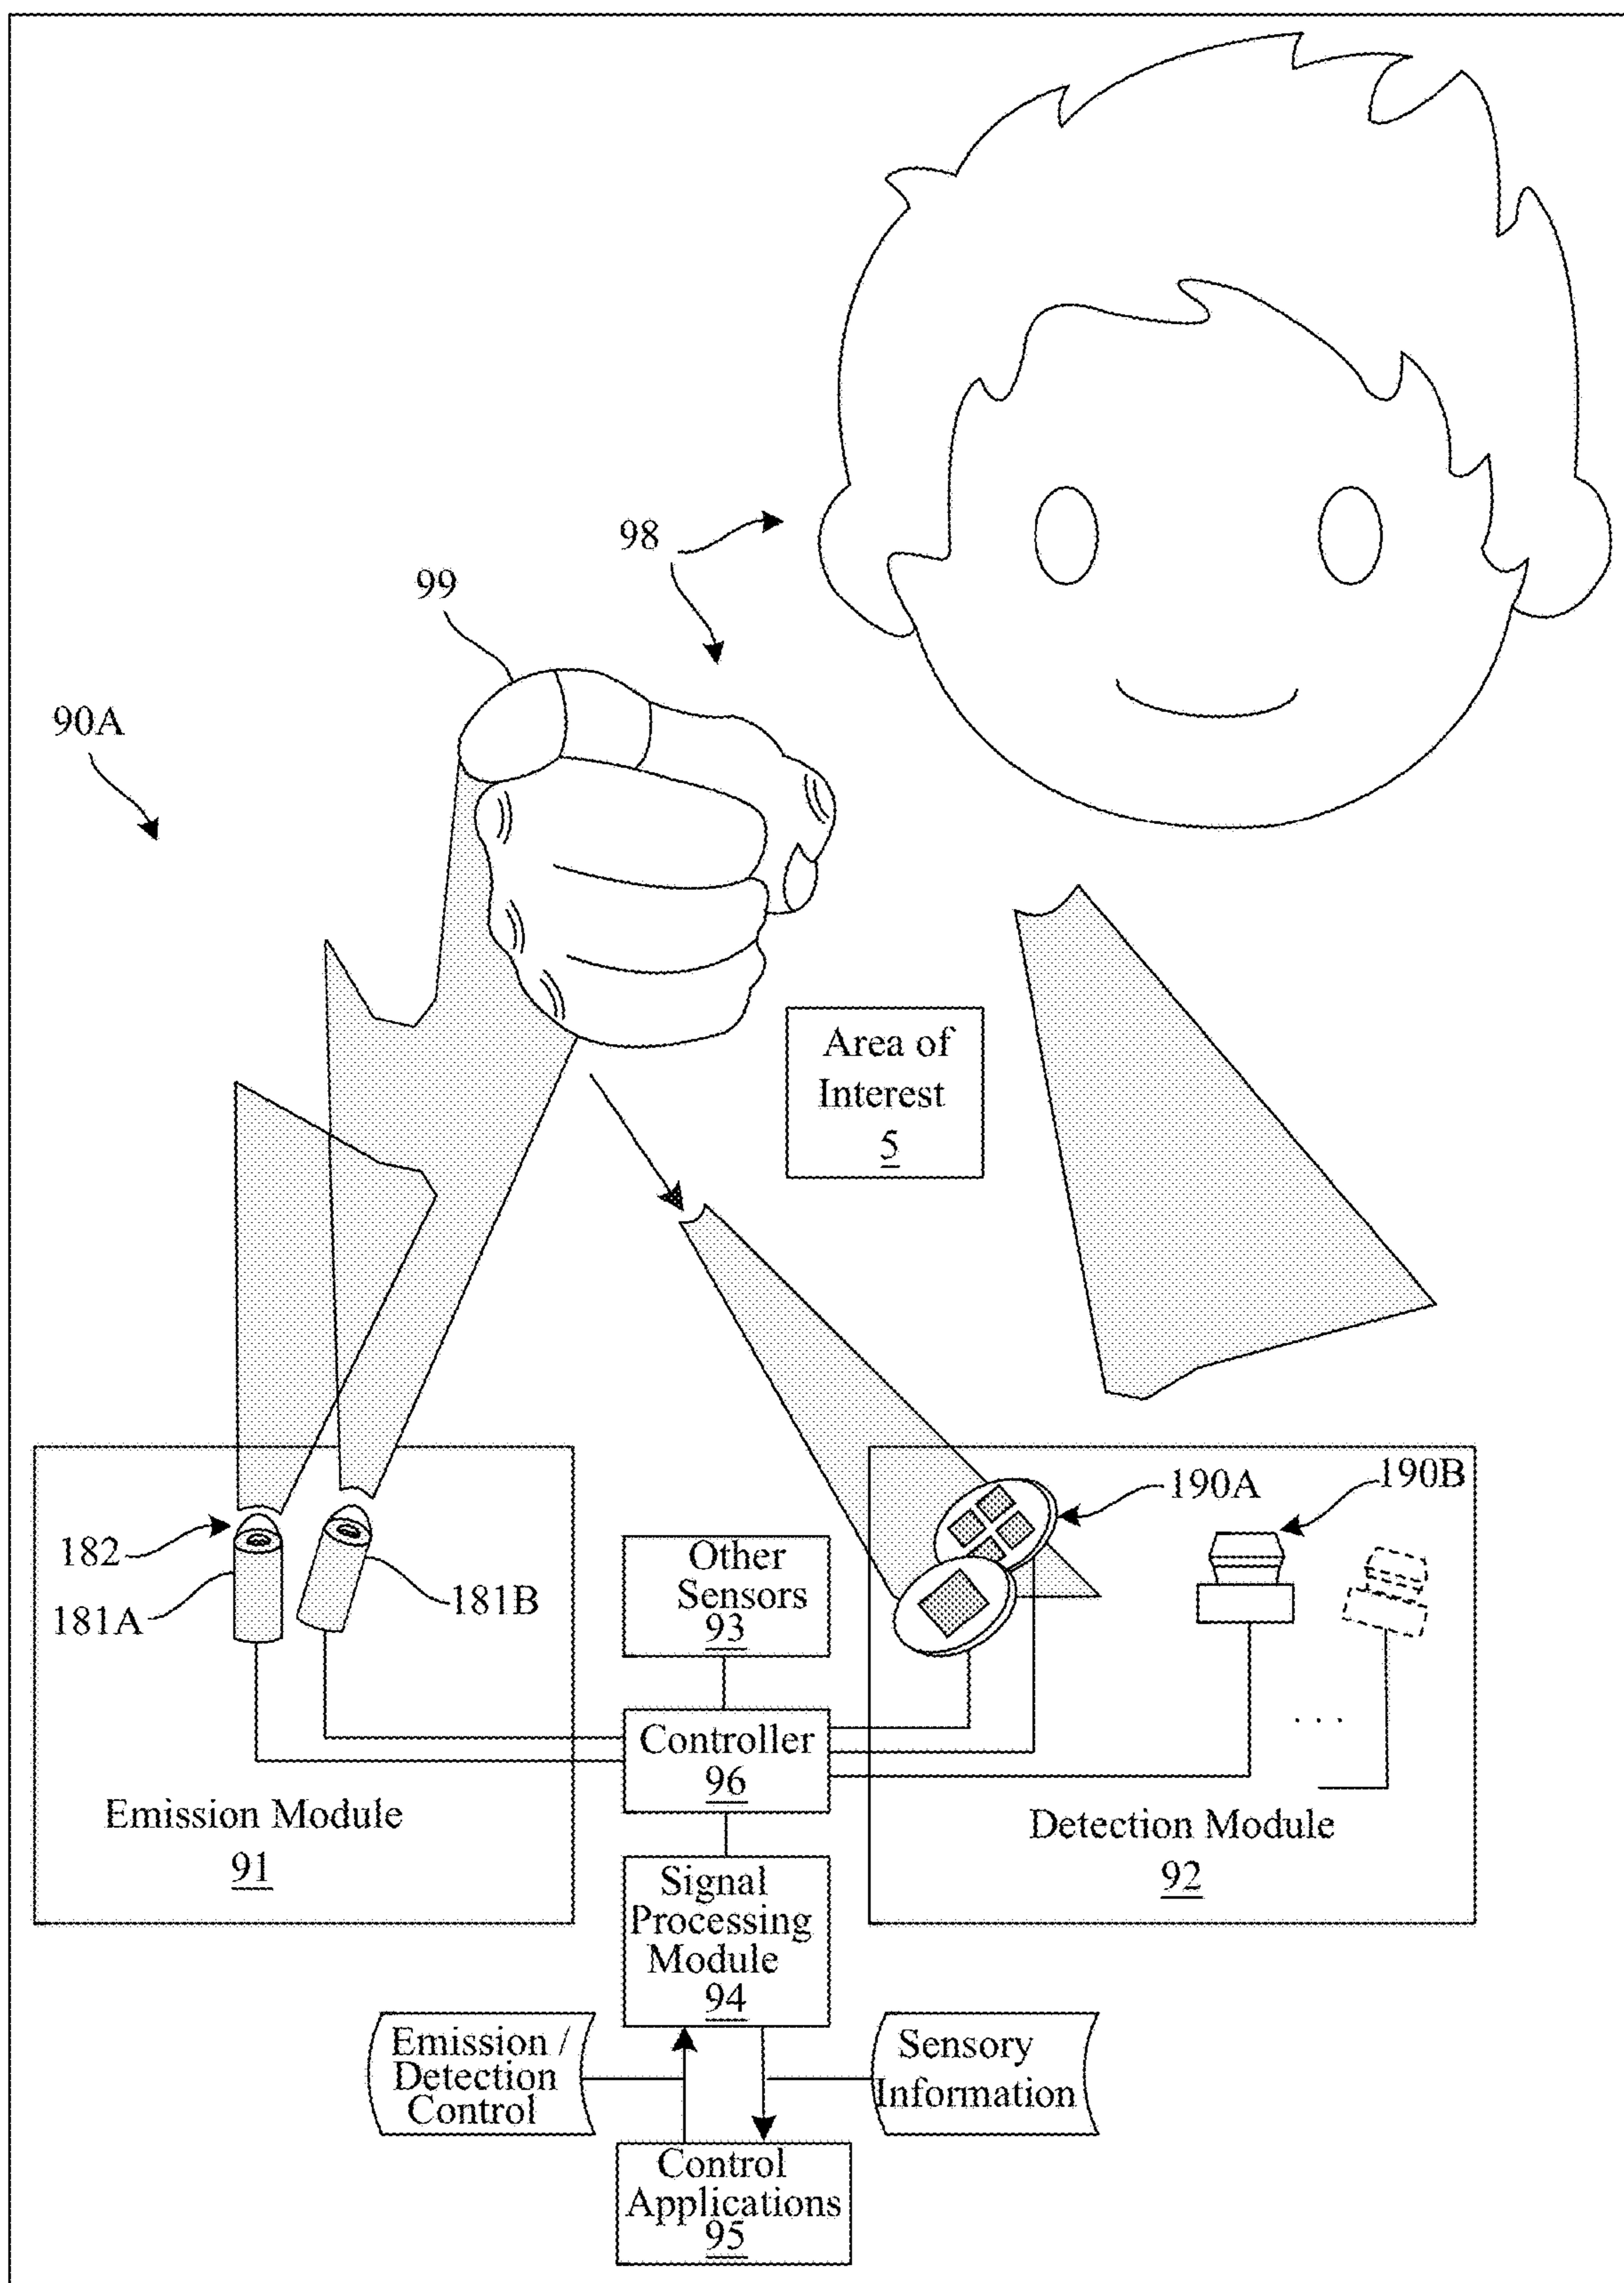 98
99
90A
Area of
Interest
5
190A
190B
182
181A
181B
Other
Sensors
93
Controller
96
Emission Module
91
Detection Module
92
. . .
Signal
Processing
Module
94
Emission /
Detection
Control
Sensory
Information
Control
Applications
95